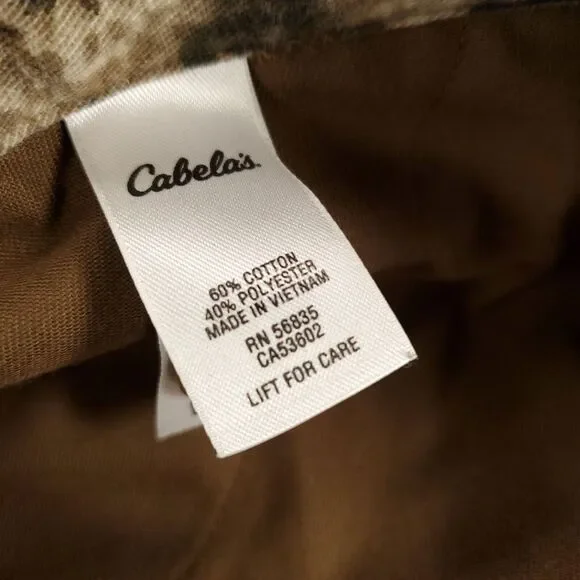 Cabela's
60% COTTON
40% POLYESTER
MADE IN VIETNAM
RN 56835
CA53602
LIFT FOR CARE